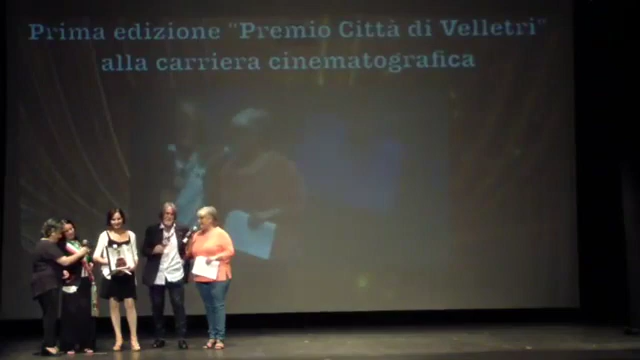 Prima edizione "Premio Città di Velletri"
alla carriera cinematografica